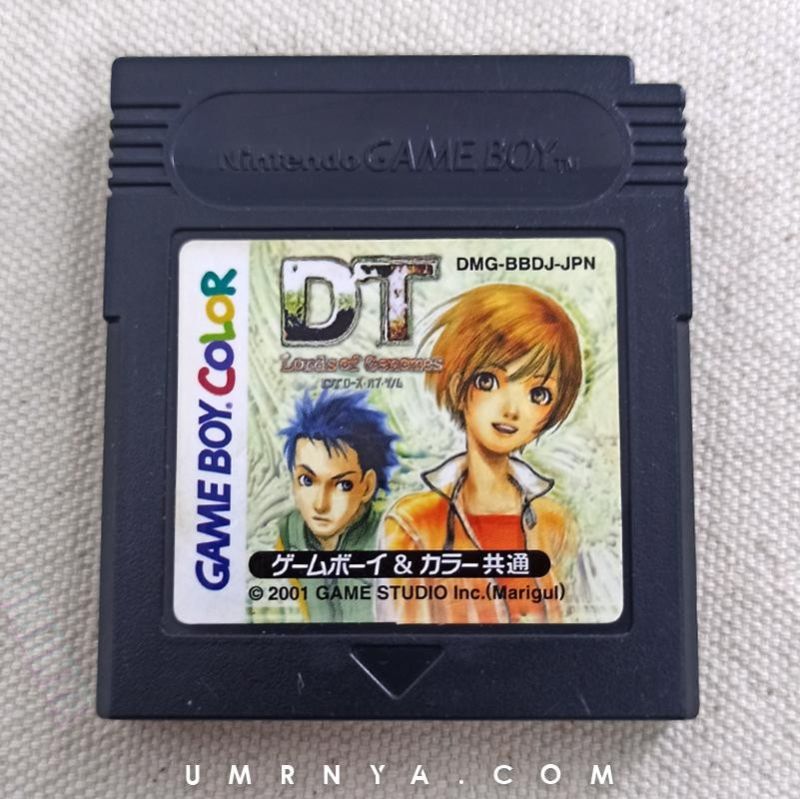 Nintendo GAME BOY TM
GAME BOY COLOR
DMG-BBDJ-JPN
DT
Lords of Genomes
ゲームボーイ & カラー共通
© 2001 GAME STUDIO Inc.(Marigul)
UMRNYA.COM